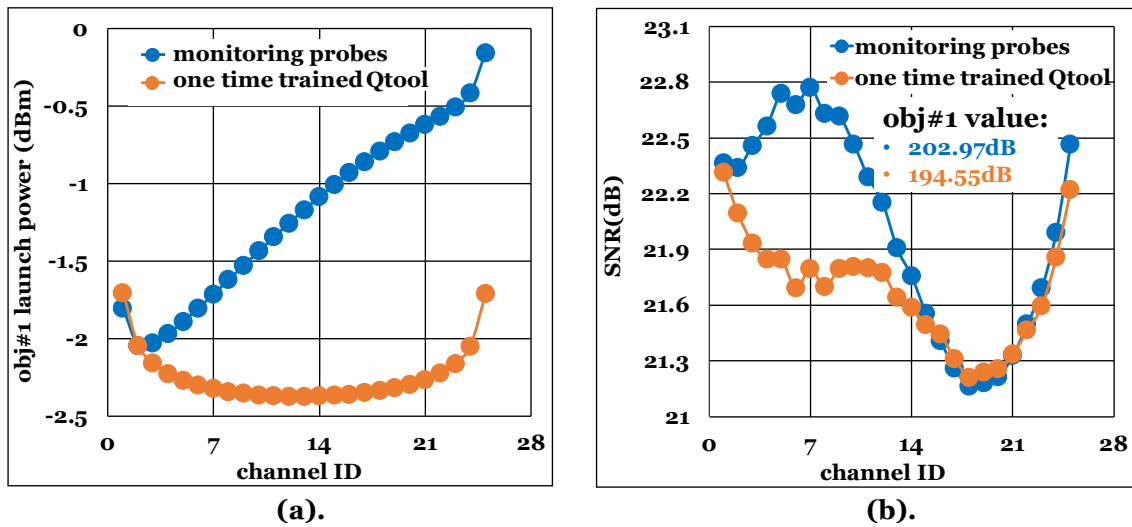 0
-0.5
-1
-1.5
-2
-2.5
obj#1 launch power (dBm)
monitoring probes
one time trained Qtool
0 7 14 21 28
channel ID
(a).
23.1
22.8
22.5
22.2
21.9
21.6
21.3
21
SNR(dB)
monitoring probes
one time trained Qtool
obj#1 value:
• 202.97dB
• 194.55dB
0 7 14 21 28
channel ID
(b).